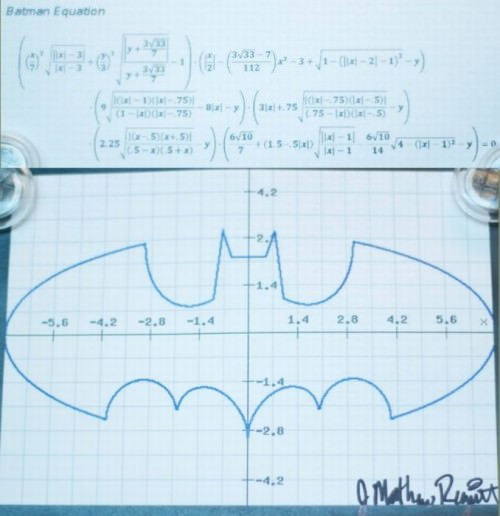 Batman Equation
((x/7)² √(||x|−3|/(|x|−3)) + (y/3)² √(|y+3√33/7|/(y+3√33/7)) − 1) · (|x/2| − (3√33−7)/112 x² − 3 + √(1−(||x|−2|−1)²) − y)
· (9 √(|(|x|−1)(|x|−.75)|/((1−|x|)(|x|−.75))) − 8|x| − y) · (3|x| + .75 √(|(|x|−.75)(|x|−.5)|/((.75−|x|)(|x|−.5))) − y)
· (2.25 √(|(x−.5)(x+.5)|/((.5−x)(.5+x))) − y) · (6√10/7 + (1.5−.5|x|) √(||x|−1|/(|x|−1)) − 6√10/14 √(4−(|x|−1)²) − y) = 0
4.2
2.
1.4
-5.6 -4.2 -2.8 -1.4 1.4 2.8 4.2 5.6 x
-1.4
-2.8
-4.2
J. Matthew Register